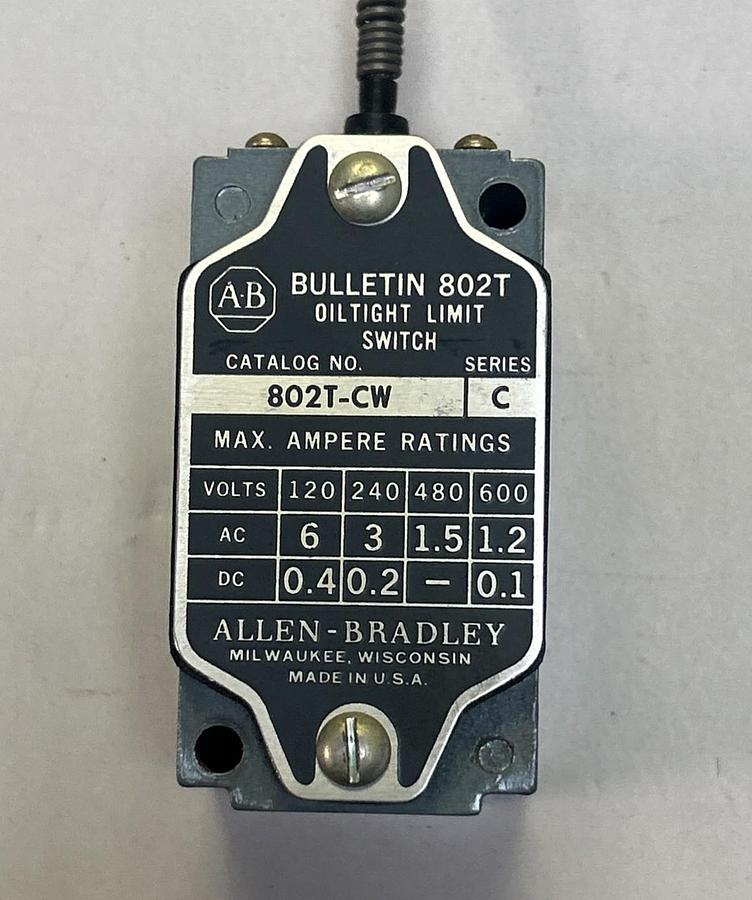 A-B
BULLETIN 802T
OILTIGHT LIMIT
SWITCH
CATALOG NO. SERIES
802T-CW C
MAX. AMPERE RATINGS
VOLTS 120 240 480 600
AC 6 3 1.5 1.2
DC 0.4 0.2 — 0.1
ALLEN-BRADLEY
MILWAUKEE, WISCONSIN
MADE IN U.S.A.